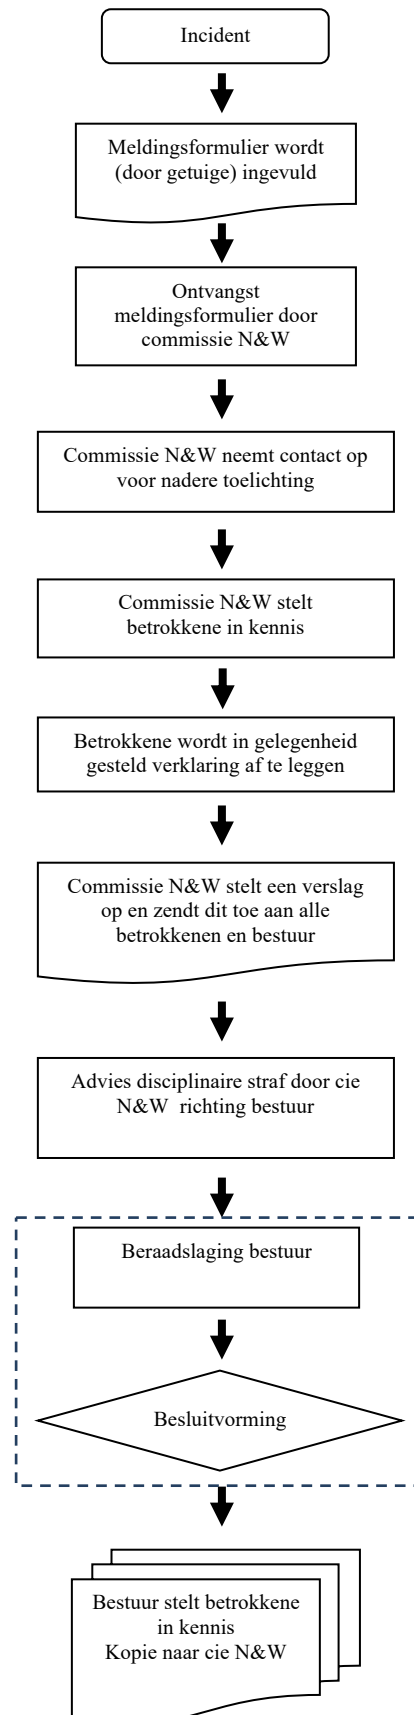 Incident
Meldingsformulier wordt
(door getuige) ingevuld
Ontvangst
meldingsformulier door
commissie N&W
Commissie N&W neemt contact op
voor nadere toelichting
Commissie N&W stelt
betrokkene in kennis
Betrokkene wordt in gelegenheid
gesteld verklaring af te leggen
Commissie N&W stelt een verslag
op en zendt dit toe aan alle
betrokkenen en bestuur
Advies disciplinaire straf door cie
N&W  richting bestuur
Beraadslaging bestuur
Besluitvorming
Bestuur stelt betrokkene
in kennis
Kopie naar cie N&W